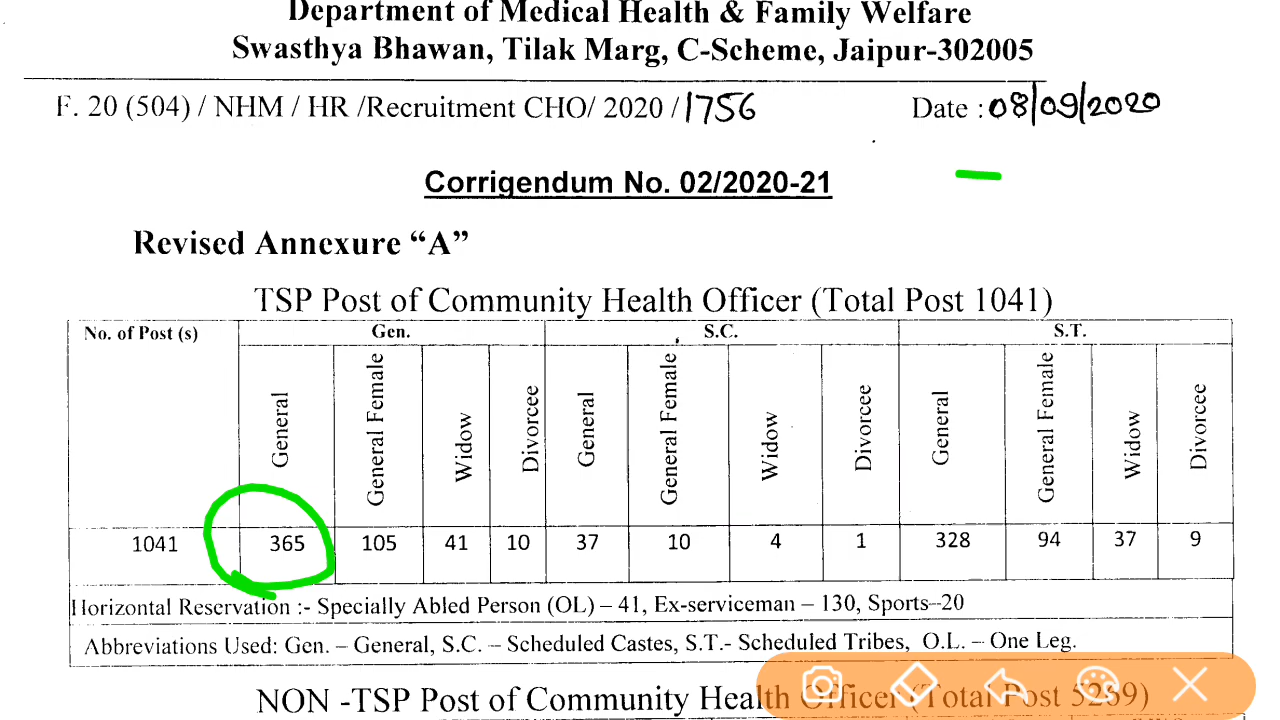 Department of Medical Health & Family Welfare
Swasthya Bhawan, Tilak Marg, C-Scheme, Jaipur-302005
F. 20 (504) / NHM / HR /Recruitment CHO/ 2020 /1756 Date : 08/09/2020
Corrigendum No. 02/2020-21
Revised Annexure “A”
TSP Post of Community Health Officer (Total Post 1041)
No. of Post (s) Gen. S.C. S.T.
General General Female Widow Divorcee General General Female Widow Divorcee General General Female Widow Divorcee
1041 365 105 41 10 37 10 4 1 328 94 37 9
Horizontal Reservation :- Specially Abled Person (OL) – 41, Ex-serviceman – 130, Sports–20
Abbreviations Used: Gen. – General, S.C. – Scheduled Castes, S.T.- Scheduled Tribes, O.L. – One Leg.
NON -TSP Post of Community Health Officer (Total Post 5269)